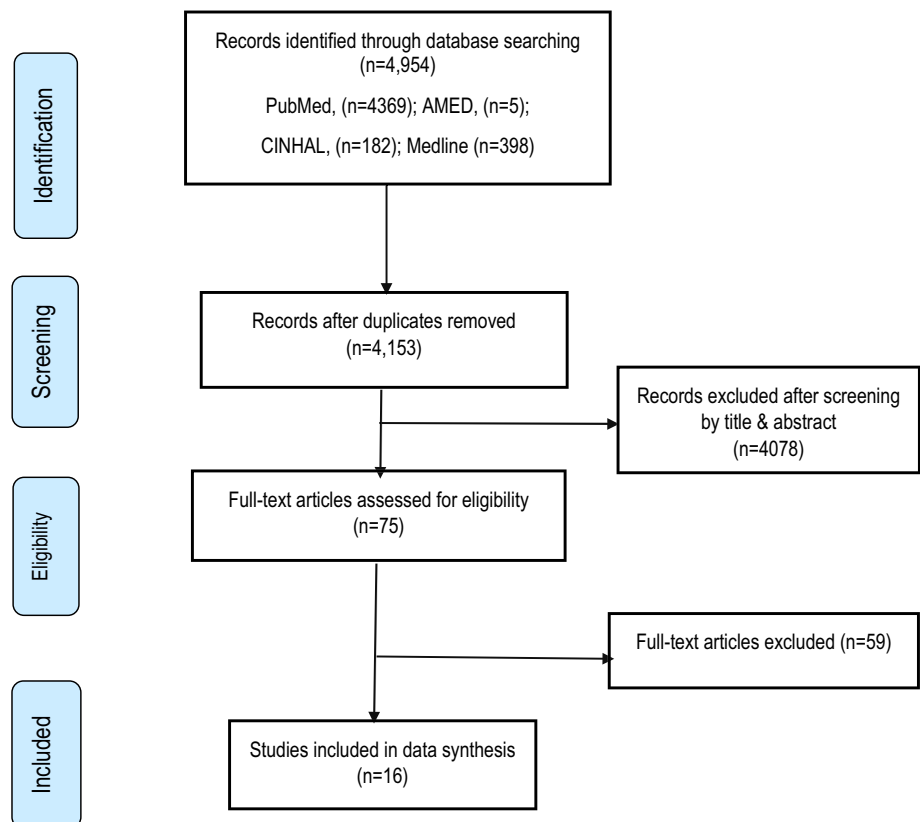 Identification
Records identified through database searching
(n=4,954)
PubMed, (n=4369); AMED, (n=5);
CINHAL, (n=182); Medline (n=398)
Screening
Records after duplicates removed
(n=4,153)
Records excluded after screening
by title & abstract
(n=4078)
Eligibility
Full-text articles assessed for eligibility
(n=75)
Full-text articles excluded (n=59)
Included
Studies included in data synthesis
(n=16)